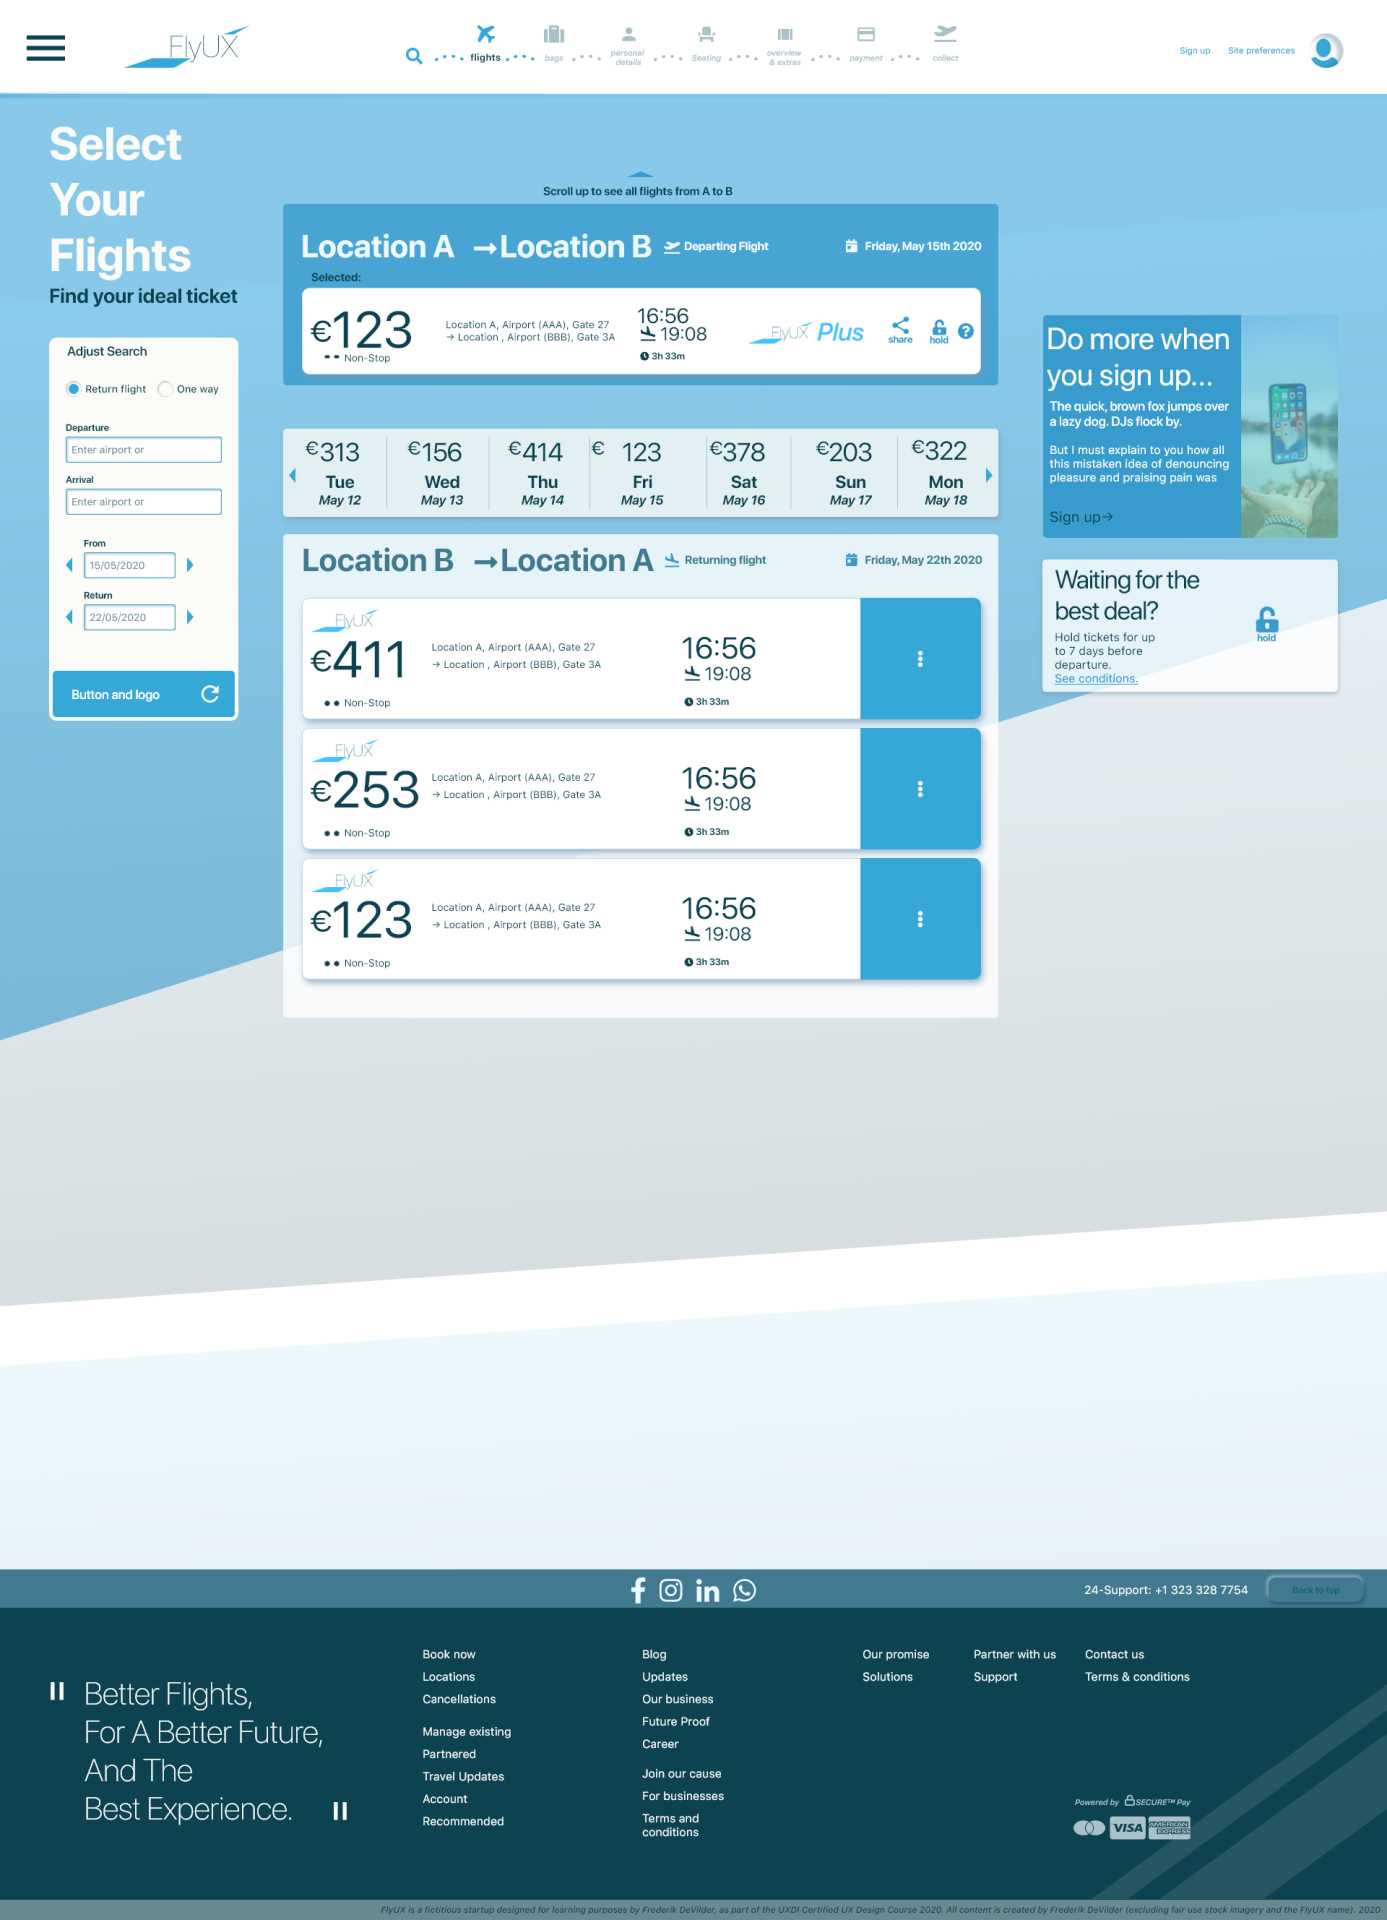 FlyUX
flights
bags
personal
details
Seating
overview
& extras
payment
collect
Sign up
Site preferences
Select
Your
Flights
Find your ideal ticket
Scroll up to see all flights from A to B
Location A → Location B
Departing Flight
Friday, May 15th 2020
Selected:
€123
Non-Stop
Location A, Airport (AAA), Gate 27
→ Location , Airport (BBB), Gate 3A
16:56
19:08
3h 33m
FlyUX Plus
share
hold
?
Adjust Search
Return flight
One way
Departure
Enter airport or
Arrival
Enter airport or
From
15/05/2020
Return
22/05/2020
Button and logo
€313
Tue
May 12
€156
Wed
May 13
€414
Thu
May 14
€ 123
Fri
May 15
€378
Sat
May 16
€203
Sun
May 17
€322
Mon
May 18
Location B → Location A
Returning flight
Friday, May 22th 2020
FlyUX
€411
Non-Stop
Location A, Airport (AAA), Gate 27
→ Location , Airport (BBB), Gate 3A
16:56
19:08
3h 33m
FlyUX
€253
Non-Stop
Location A, Airport (AAA), Gate 27
→ Location , Airport (BBB), Gate 3A
16:56
19:08
3h 33m
FlyUX
€123
Non-Stop
Location A, Airport (AAA), Gate 27
→ Location , Airport (BBB), Gate 3A
16:56
19:08
3h 33m
Do more when
you sign up...
The quick, brown fox jumps over
a lazy dog. DJs flock by.
But I must explain to you how all
this mistaken idea of denouncing
pleasure and praising pain was
Sign up→
Waiting for the
best deal?
Hold tickets for up
to 7 days before
departure.
See conditions.
hold
24-Support: +1 323 328 7754
Back to top
" Better Flights,
For A Better Future,
And The
Best Experience. "
Book now
Locations
Cancellations
Manage existing
Partnered
Travel Updates
Account
Recommended
Blog
Updates
Our business
Future Proof
Career
Join our cause
For businesses
Terms and
conditions
Our promise
Solutions
Partner with us
Support
Contact us
Terms & conditions
Powered by SECURE™ Pay
VISA
AMERICAN
EXPRESS
FlyUX is a fictitious startup designed for learning purposes by Frederik DeVilder, as part of the UXDI Certified UX Design Course 2020. All content is created by Frederik DeVilder (excluding fair use stock imagery and the FlyUX name). 2020